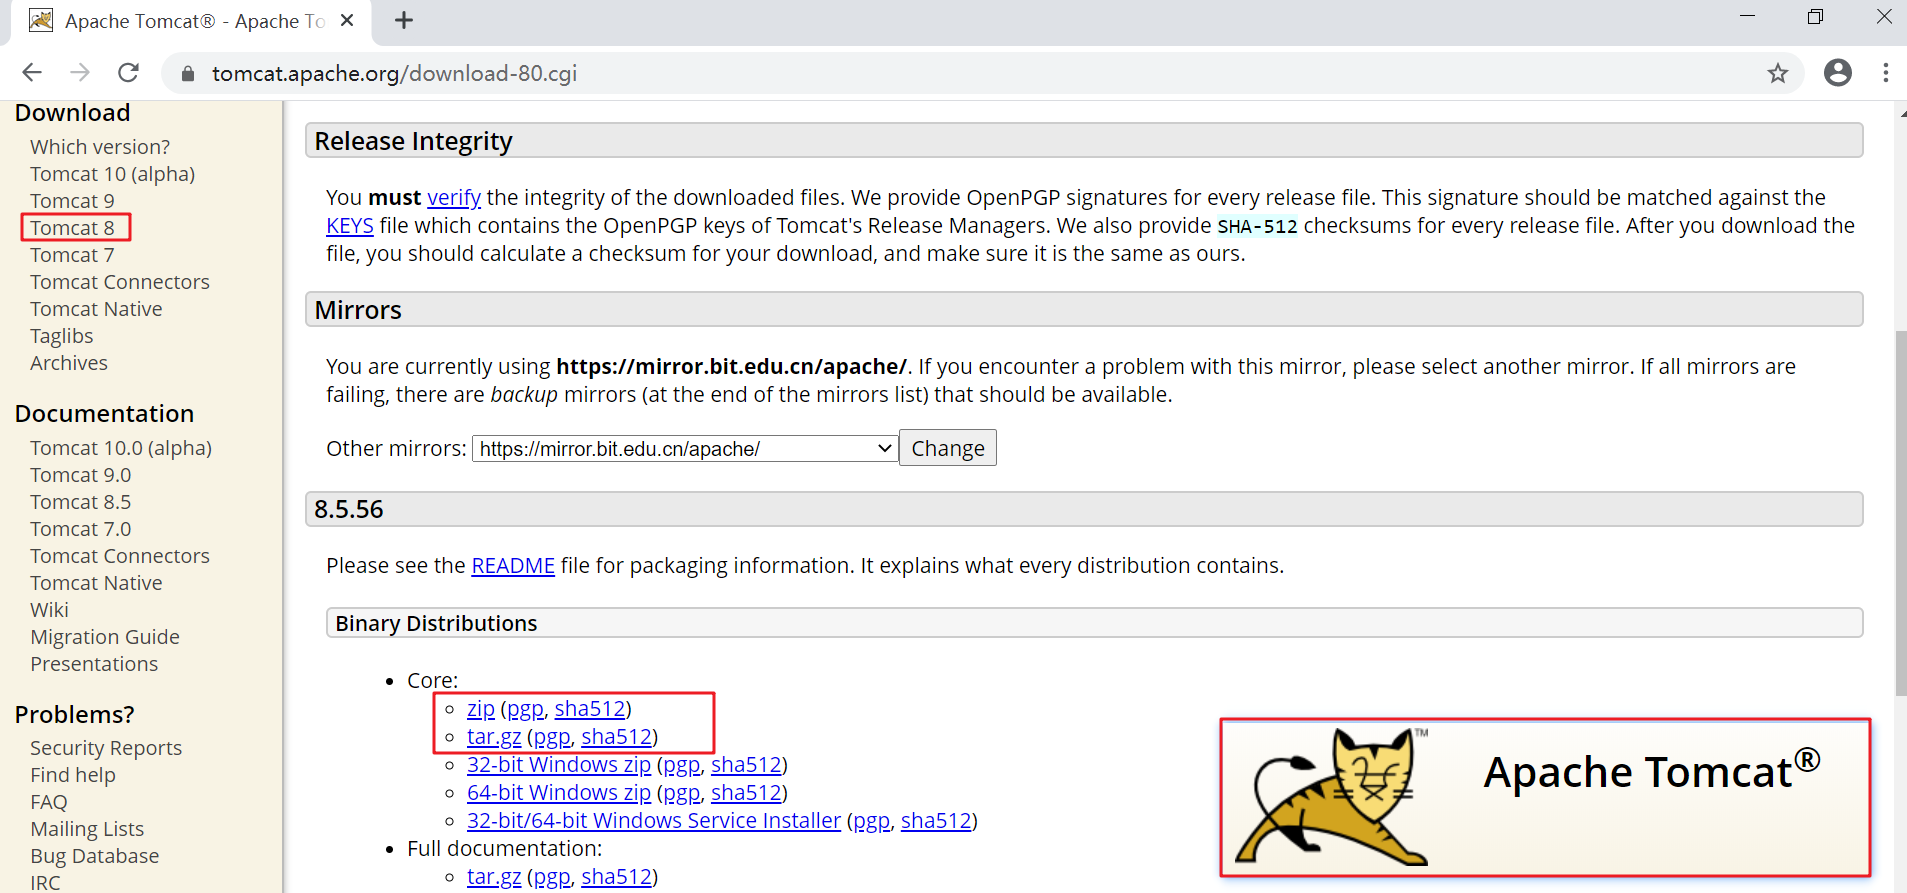 Apache Tomcat® - Apache To
tomcat.apache.org/download-80.cgi
Download
Which version?
Tomcat 10 (alpha)
Tomcat 9
Tomcat 8
Tomcat 7
Tomcat Connectors
Tomcat Native
Taglibs
Archives
Documentation
Tomcat 10.0 (alpha)
Tomcat 9.0
Tomcat 8.5
Tomcat 7.0
Tomcat Connectors
Tomcat Native
Wiki
Migration Guide
Presentations
Problems?
Security Reports
Find help
FAQ
Mailing Lists
Bug Database
IRC
Release Integrity
You must verify the integrity of the downloaded files. We provide OpenPGP signatures for every release file. This signature should be matched against the
KEYS file which contains the OpenPGP keys of Tomcat's Release Managers. We also provide SHA-512 checksums for every release file. After you download the
file, you should calculate a checksum for your download, and make sure it is the same as ours.
Mirrors
You are currently using https://mirror.bit.edu.cn/apache/. If you encounter a problem with this mirror, please select another mirror. If all mirrors are
failing, there are backup mirrors (at the end of the mirrors list) that should be available.
Other mirrors: https://mirror.bit.edu.cn/apache/ Change
8.5.56
Please see the README file for packaging information. It explains what every distribution contains.
Binary Distributions
• Core:
◦ zip (pgp, sha512)
◦ tar.gz (pgp, sha512)
◦ 32-bit Windows zip (pgp, sha512)
◦ 64-bit Windows zip (pgp, sha512)
◦ 32-bit/64-bit Windows Service Installer (pgp, sha512)
• Full documentation:
◦ tar.gz (pgp, sha512)
TM
Apache Tomcat®